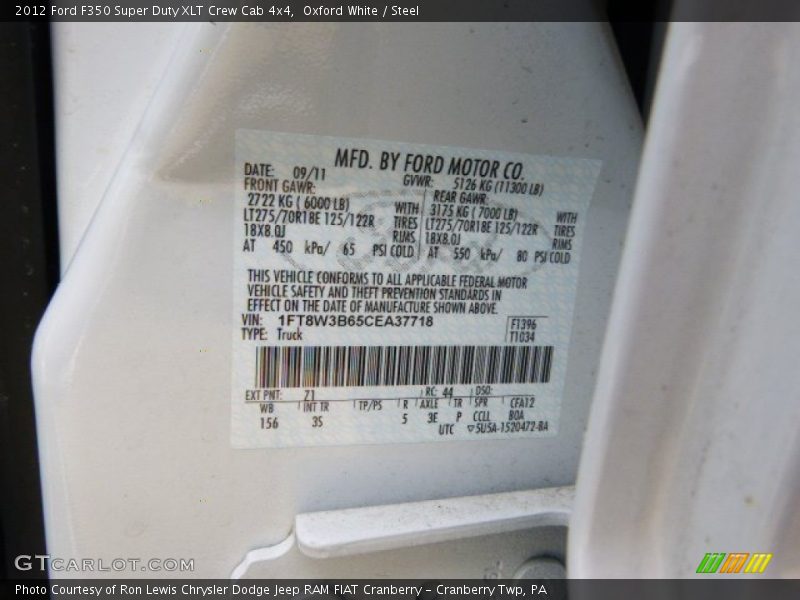 2012 Ford F350 Super Duty XLT Crew Cab 4x4, Oxford White / Steel
MFD. BY FORD MOTOR CO.
DATE: 09/11 GVWR: 5126 KG (11300 LB)
FRONT GAWR: REAR GAWR:
2722 KG ( 6000 LB) WITH 3175 KG ( 7000 LB) WITH
LT275/70R18E 125/122R TIRES LT275/70R18E 125/122R TIRES
18X8.0J RIMS 18X8.0J RIMS
AT 450 kPa/ 65 PSI COLD AT 550 kPa/ 80 PSI COLD
THIS VEHICLE CONFORMS TO ALL APPLICABLE FEDERAL MOTOR
VEHICLE SAFETY AND THEFT PREVENTION STANDARDS IN
EFFECT ON THE DATE OF MANUFACTURE SHOWN ABOVE.
VIN: 1FT8W3B65CEA37718 F1396
TYPE: Truck T1034
EXT PNT: Z1 RC: 44 DSO:
WB INT TR TP/PS R AXLE TR SPR CFA12
156 3S 5 3E P CCLL BOA
UTC ▽5USA-1520472-BA
GTCARLOT.COM
Photo Courtesy of Ron Lewis Chrysler Dodge Jeep RAM FIAT Cranberry – Cranberry Twp, PA